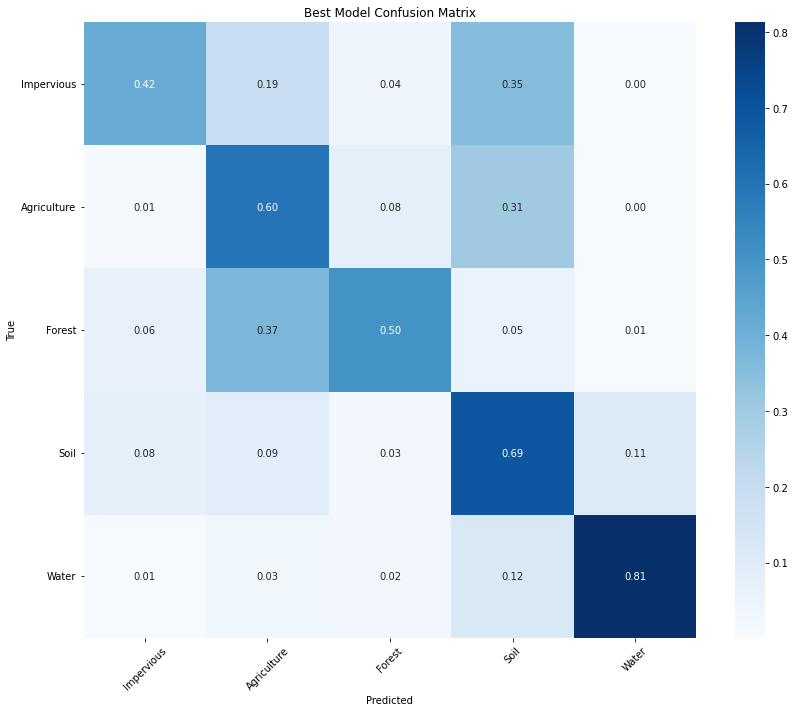 Best Model Confusion Matrix
True
Impervious 0.42 0.19 0.04 0.35 0.00
Agriculture 0.01 0.60 0.08 0.31 0.00
Forest 0.06 0.37 0.50 0.05 0.01
Soil 0.08 0.09 0.03 0.69 0.11
Water 0.01 0.03 0.02 0.12 0.81
Impervious Agriculture Forest Soil Water
Predicted
0.8
0.7
0.6
0.5
0.4
0.3
0.2
0.1